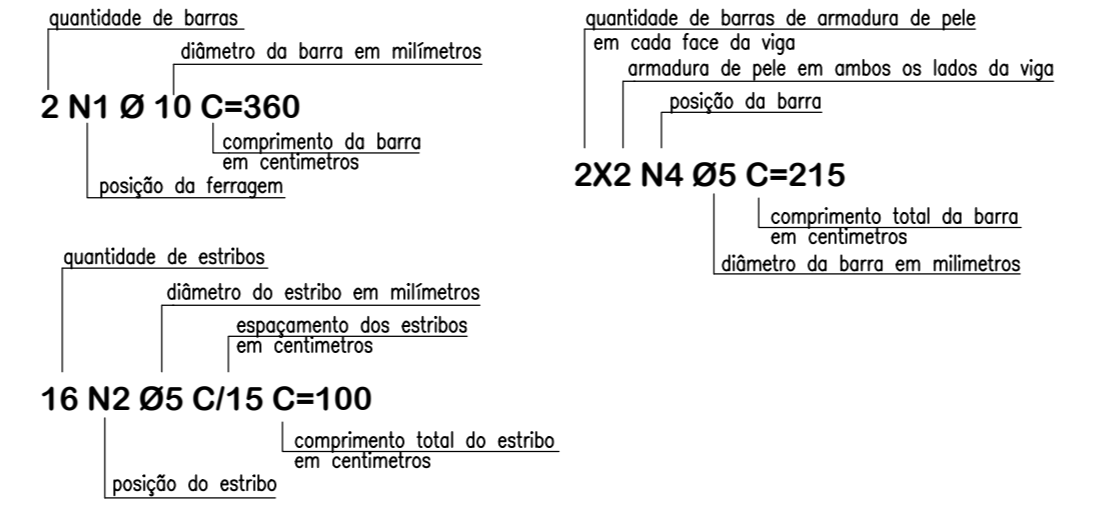 quantidade de barras
diâmetro da barra em milímetros
2 N1 Ø 10 C=360
comprimento da barra
em centimetros
posição da ferragem
quantidade de barras de armadura de pele
em cada face da viga
armadura de pele em ambos os lados da viga
posição da barra
2X2 N4 Ø5 C=215
comprimento total da barra
em centimetros
diâmetro da barra em milimetros
quantidade de estribos
diâmetro do estribo em milímetros
espaçamento dos estribos
em centimetros
16 N2 Ø5 C/15 C=100
comprimento total do estribo
em centimetros
posição do estribo